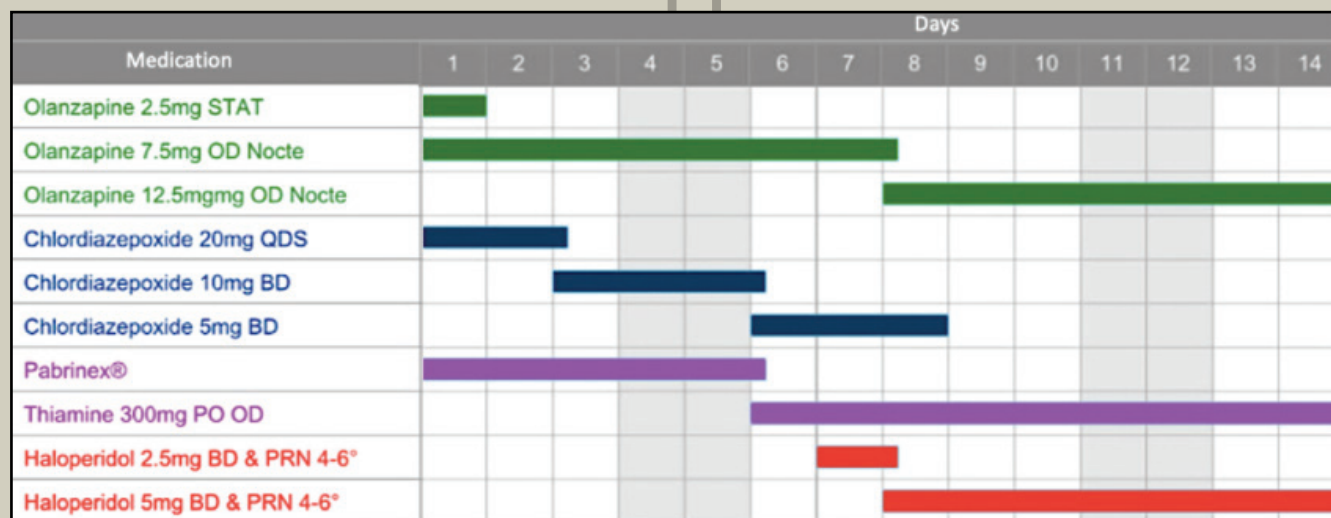 Days
Medication 1 2 3 4 5 6 7 8 9 10 11 12 13 14
Olanzapine 2.5mg STAT
Olanzapine 7.5mg OD Nocte
Olanzapine 12.5mgmg OD Nocte
Chlordiazepoxide 20mg QDS
Chlordiazepoxide 10mg BD
Chlordiazepoxide 5mg BD
Pabrinex®
Thiamine 300mg PO OD
Haloperidol 2.5mg BD & PRN 4-6°
Haloperidol 5mg BD & PRN 4-6°